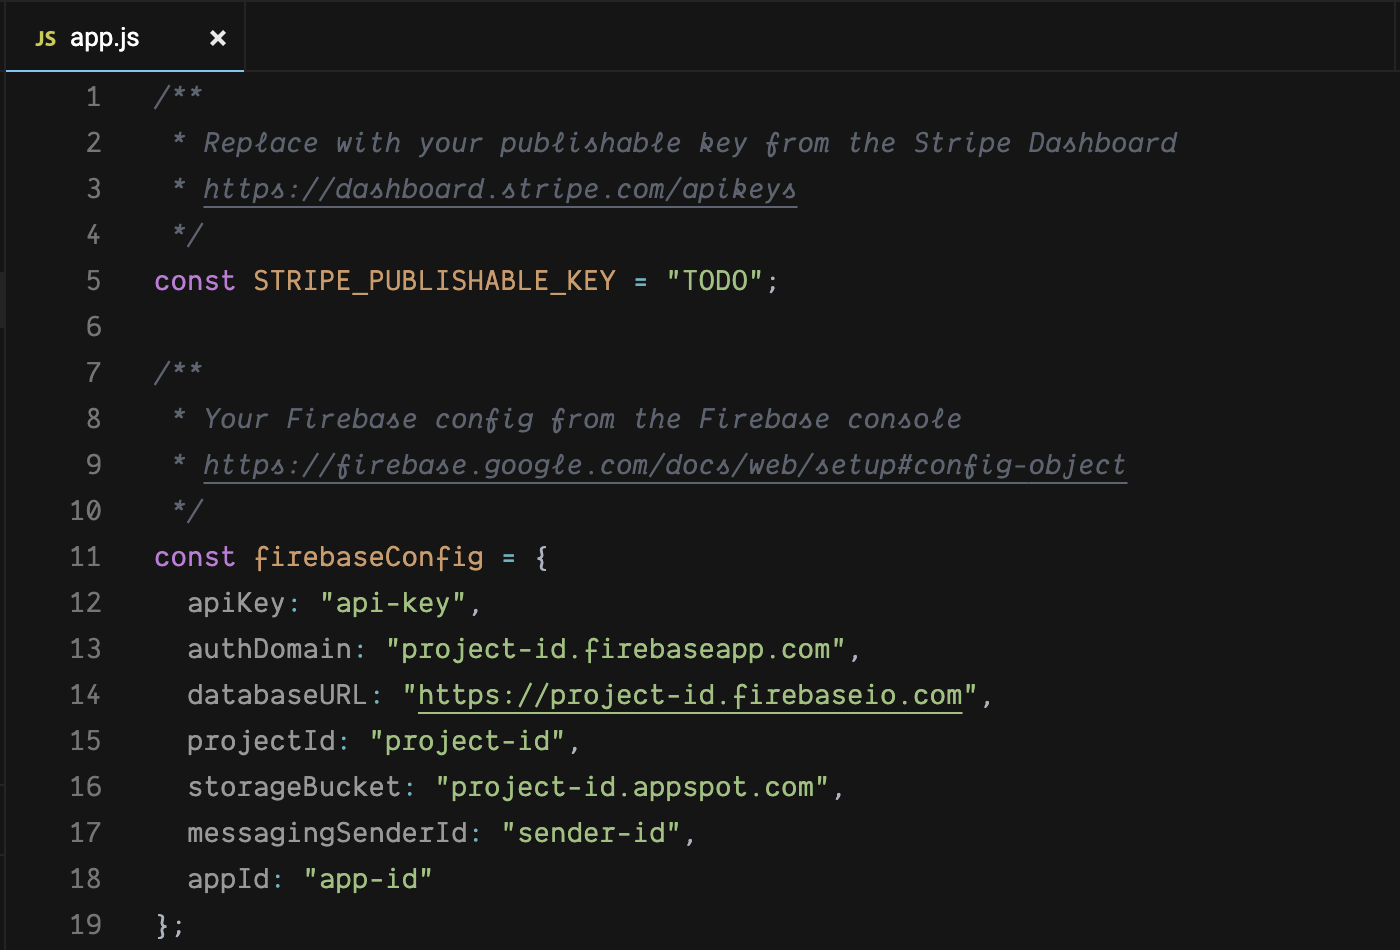 JS app.js ×
1 /**
2  * Replace with your publishable key from the Stripe Dashboard
3  * https://dashboard.stripe.com/apikeys
4  */
5 const STRIPE_PUBLISHABLE_KEY = "TODO";
6
7 /**
8  * Your Firebase config from the Firebase console
9  * https://firebase.google.com/docs/web/setup#config-object
10  */
11 const firebaseConfig = {
12   apiKey: "api-key",
13   authDomain: "project-id.firebaseapp.com",
14   databaseURL: "https://project-id.firebaseio.com",
15   projectId: "project-id",
16   storageBucket: "project-id.appspot.com",
17   messagingSenderId: "sender-id",
18   appId: "app-id"
19 };